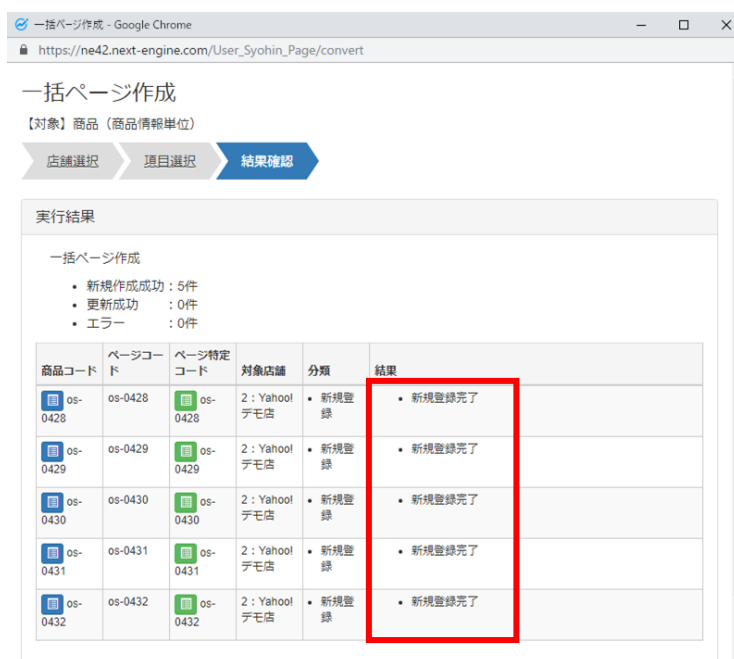 一括ページ作成 - Google Chrome
https://ne42.next-engine.com/User_Syohin_Page/convert
一括ページ作成
【対象】商品（商品情報単位）
店舗選択 項目選択 結果確認
実行結果
一括ページ作成
• 新規作成成功：5件
• 更新成功 ：0件
• エラー ：0件
商品コード ページコード ページ特定コード 対象店舗 分類 結果
os-0428 os-0428 os-0428 2：Yahoo!デモ店 • 新規登録 • 新規登録完了
os-0429 os-0429 os-0429 2：Yahoo!デモ店 • 新規登録 • 新規登録完了
os-0430 os-0430 os-0430 2：Yahoo!デモ店 • 新規登録 • 新規登録完了
os-0431 os-0431 os-0431 2：Yahoo!デモ店 • 新規登録 • 新規登録完了
os-0432 os-0432 os-0432 2：Yahoo!デモ店 • 新規登録 • 新規登録完了